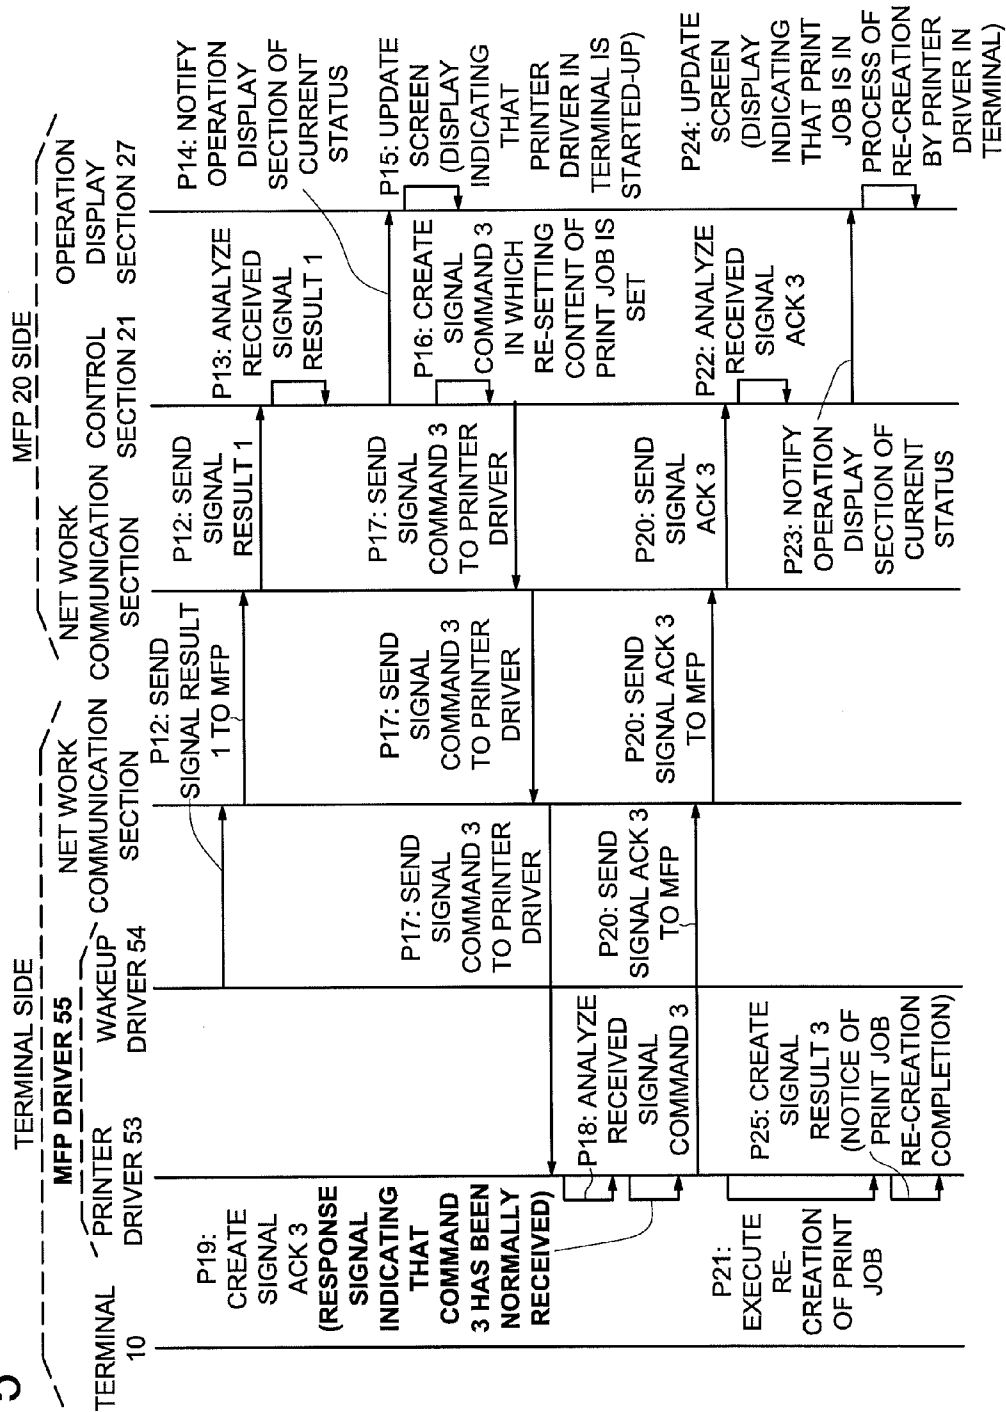 5
TERMINAL SIDE
MFP 20 SIDE
MFP DRIVER 55
TERMINAL
10
PRINTER
DRIVER 53
WAKEUP
DRIVER 54
NET WORK
COMMUNICATION
SECTION
NET WORK
COMMUNICATION
SECTION
CONTROL
SECTION 21
OPERATION
DISPLAY
SECTION 27
P12: SEND
SIGNAL RESULT
1 TO MFP
P12: SEND
SIGNAL
RESULT 1
P13: ANALYZE
RECEIVED
SIGNAL
RESULT 1
P14: NOTIFY
OPERATION
DISPLAY
SECTION OF
CURRENT
STATUS
P15: UPDATE
SCREEN
(DISPLAY
INDICATING
THAT
PRINTER
DRIVER IN
TERMINAL IS
STARTED-UP)
P16: CREATE
SIGNAL
COMMAND 3
IN WHICH
RE-SETTING
CONTENT OF
PRINT JOB IS
SET
P17: SEND
SIGNAL
COMMAND 3
TO PRINTER
DRIVER
P17: SEND
SIGNAL
COMMAND 3
TO PRINTER
DRIVER
P17: SEND
SIGNAL
COMMAND 3
TO PRINTER
DRIVER
P18: ANALYZE
RECEIVED
SIGNAL
COMMAND 3
P19:
CREATE
SIGNAL
ACK 3
(RESPONSE
SIGNAL
INDICATING
THAT
COMMAND
3 HAS BEEN
NORMALLY
RECEIVED)
P20: SEND
SIGNAL ACK 3
TO MFP
P20: SEND
SIGNAL ACK 3
TO MFP
P20: SEND
SIGNAL
ACK 3
P21:
EXECUTE
RE-
CREATION
OF PRINT
JOB
P22: ANALYZE
RECEIVED
SIGNAL
ACK 3
P23: NOTIFY
OPERATION
DISPLAY
SECTION OF
CURRENT
STATUS
P24: UPDATE
SCREEN
(DISPLAY
INDICATING
THAT PRINT
JOB IS IN
PROCESS OF
RE-CREATION
BY PRINTER
DRIVER IN
TERMINAL)
P25: CREATE
SIGNAL
RESULT 3
(NOTICE OF
PRINT JOB
RE-CREATION
COMPLETION)